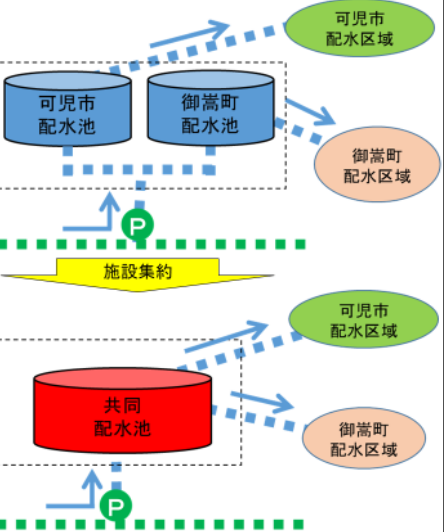 可児市
配水区域
可児市
配水池
御嵩町
配水池
御嵩町
配水区域
P
施設集約
可児市
配水区域
共同
配水池
御嵩町
配水区域
P